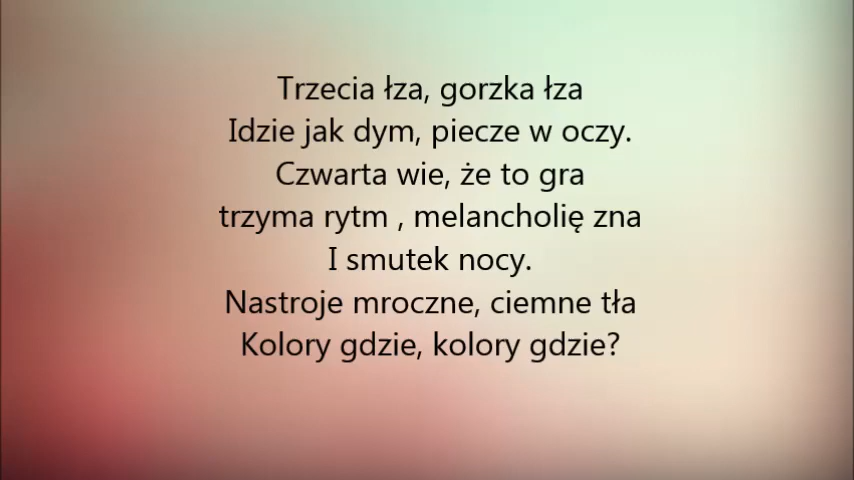 Trzecia łza, gorzka łza
Idzie jak dym, piecze w oczy.
Czwarta wie, że to gra
trzyma rytm , melancholię zna
I smutek nocy.
Nastroje mroczne, ciemne tła
Kolory gdzie, kolory gdzie?